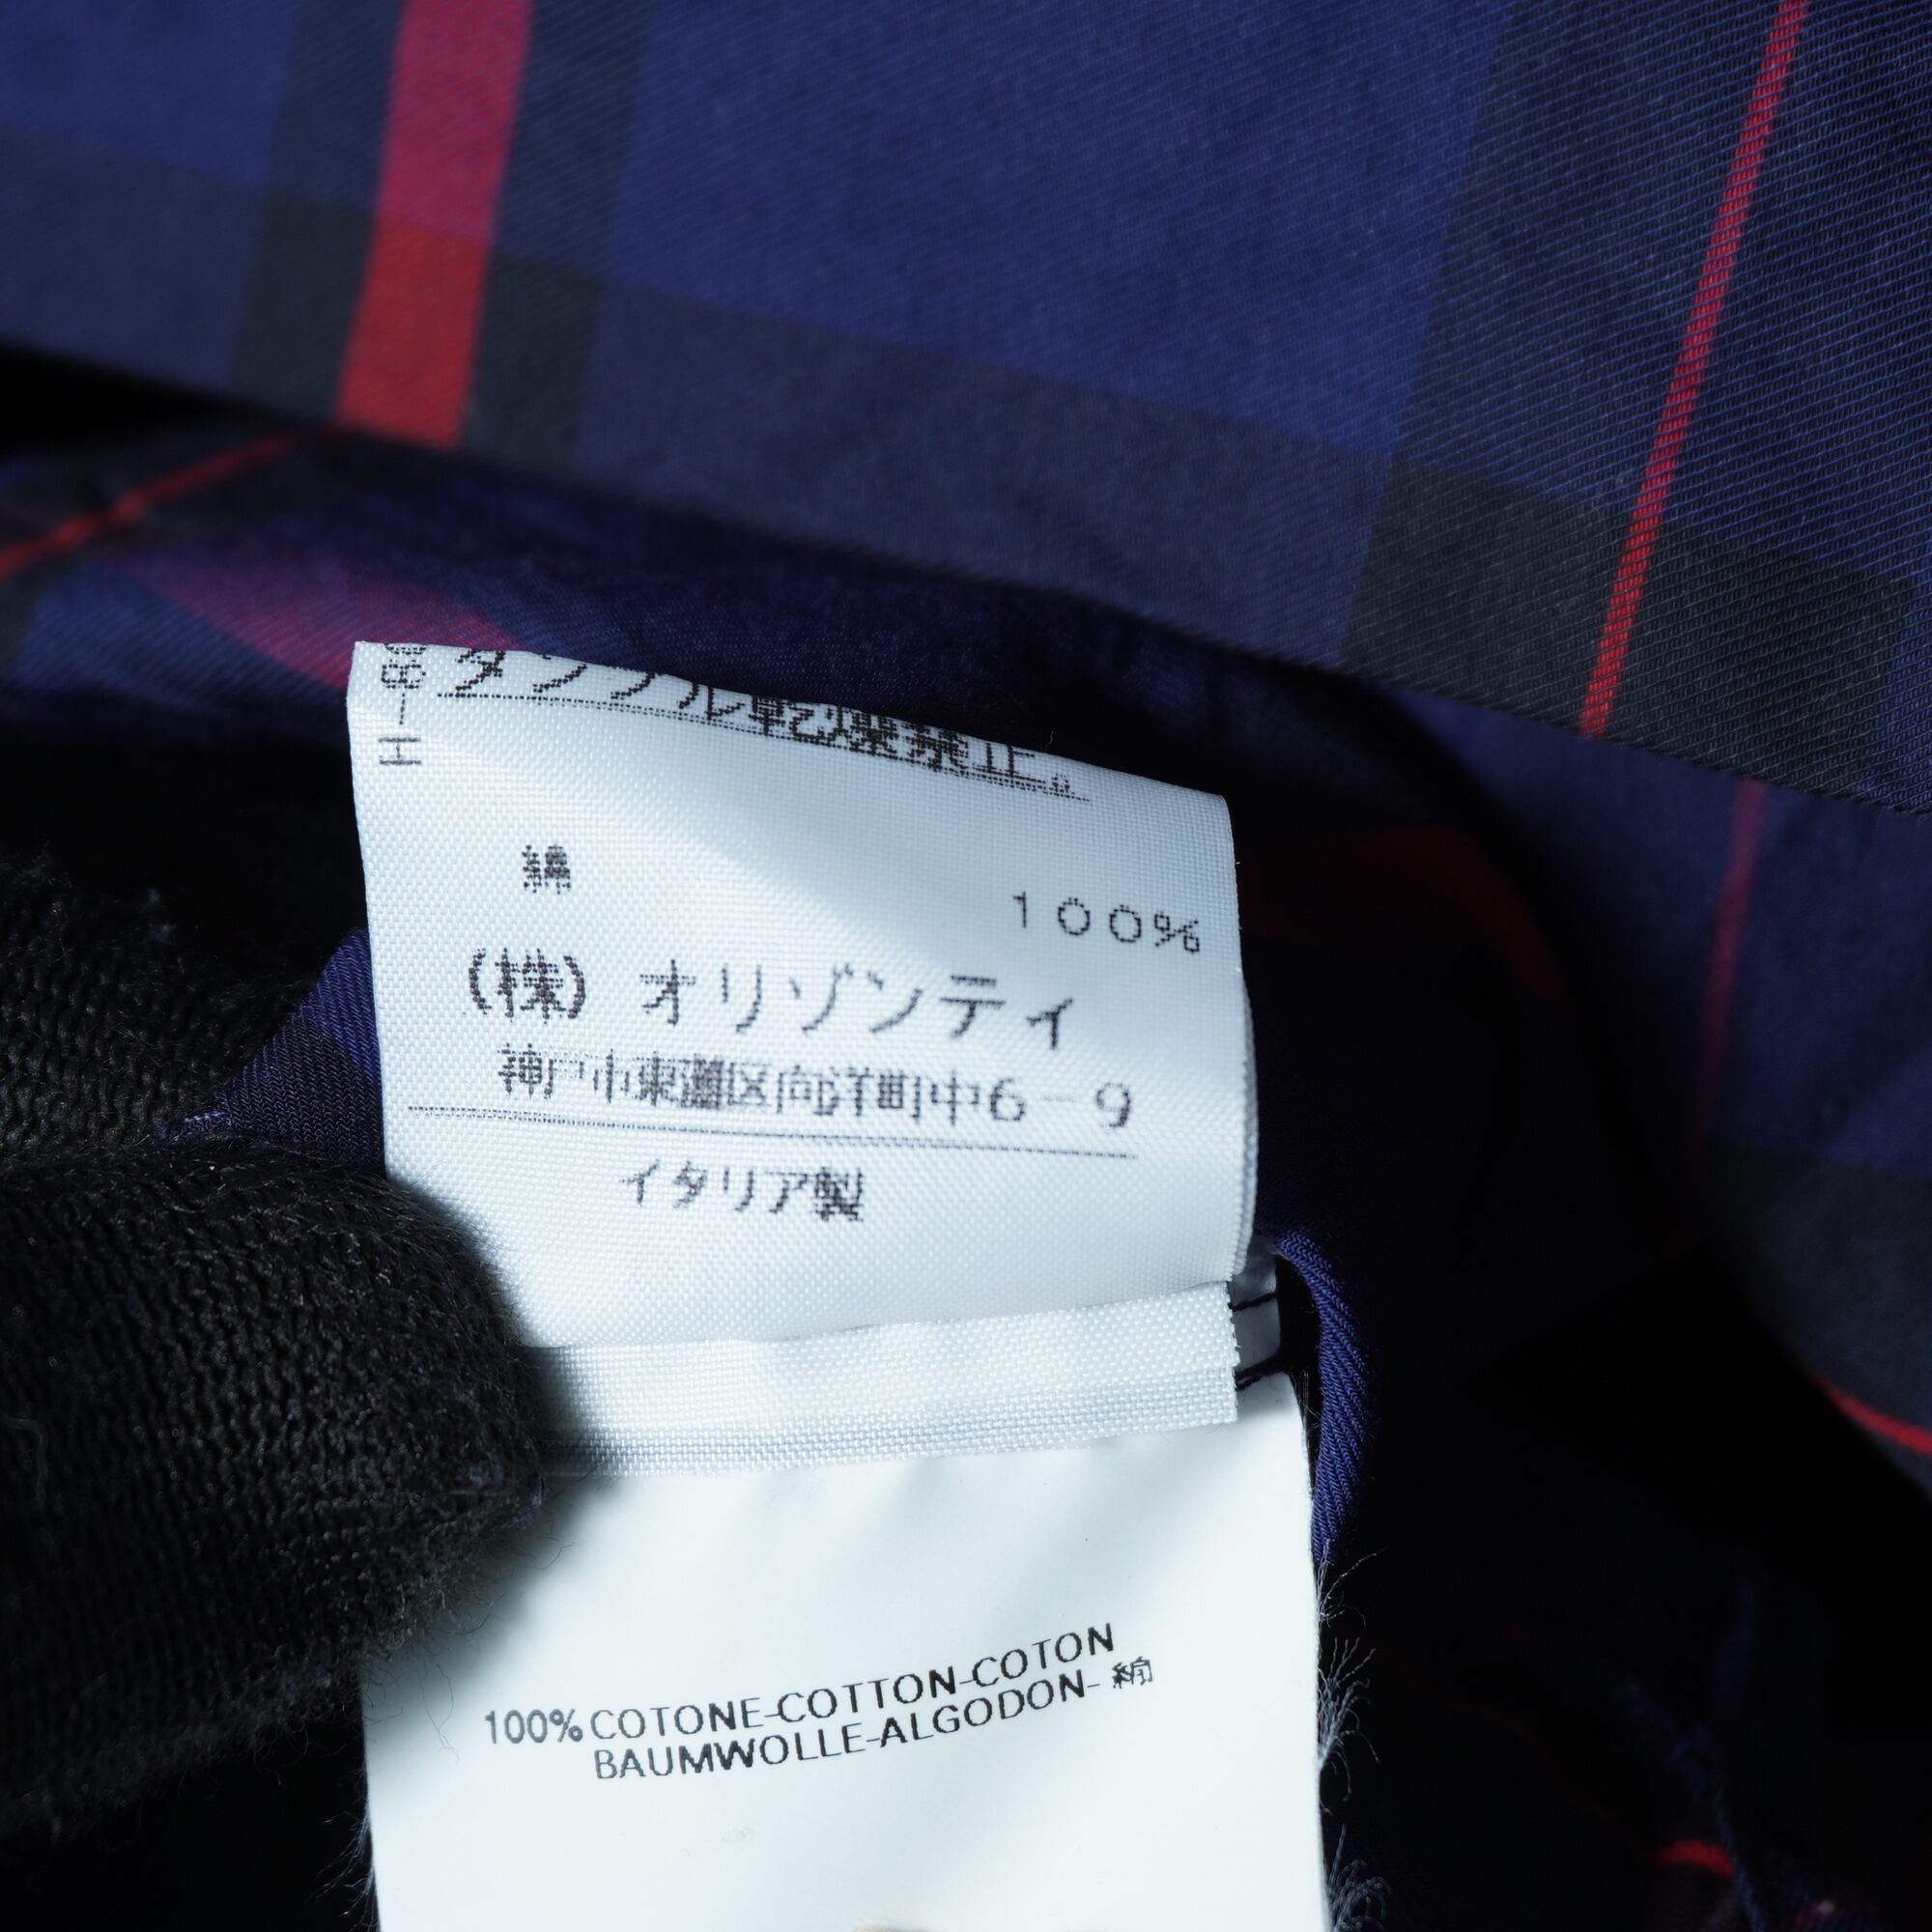 タンブル乾燥禁止。
綿 100%
(株) オリゾンティ
神戸市東灘区向洋町中6-9
イタリア製
100% COTONE-COTTON-COTON
BAUMWOLLE-ALGODON-綿